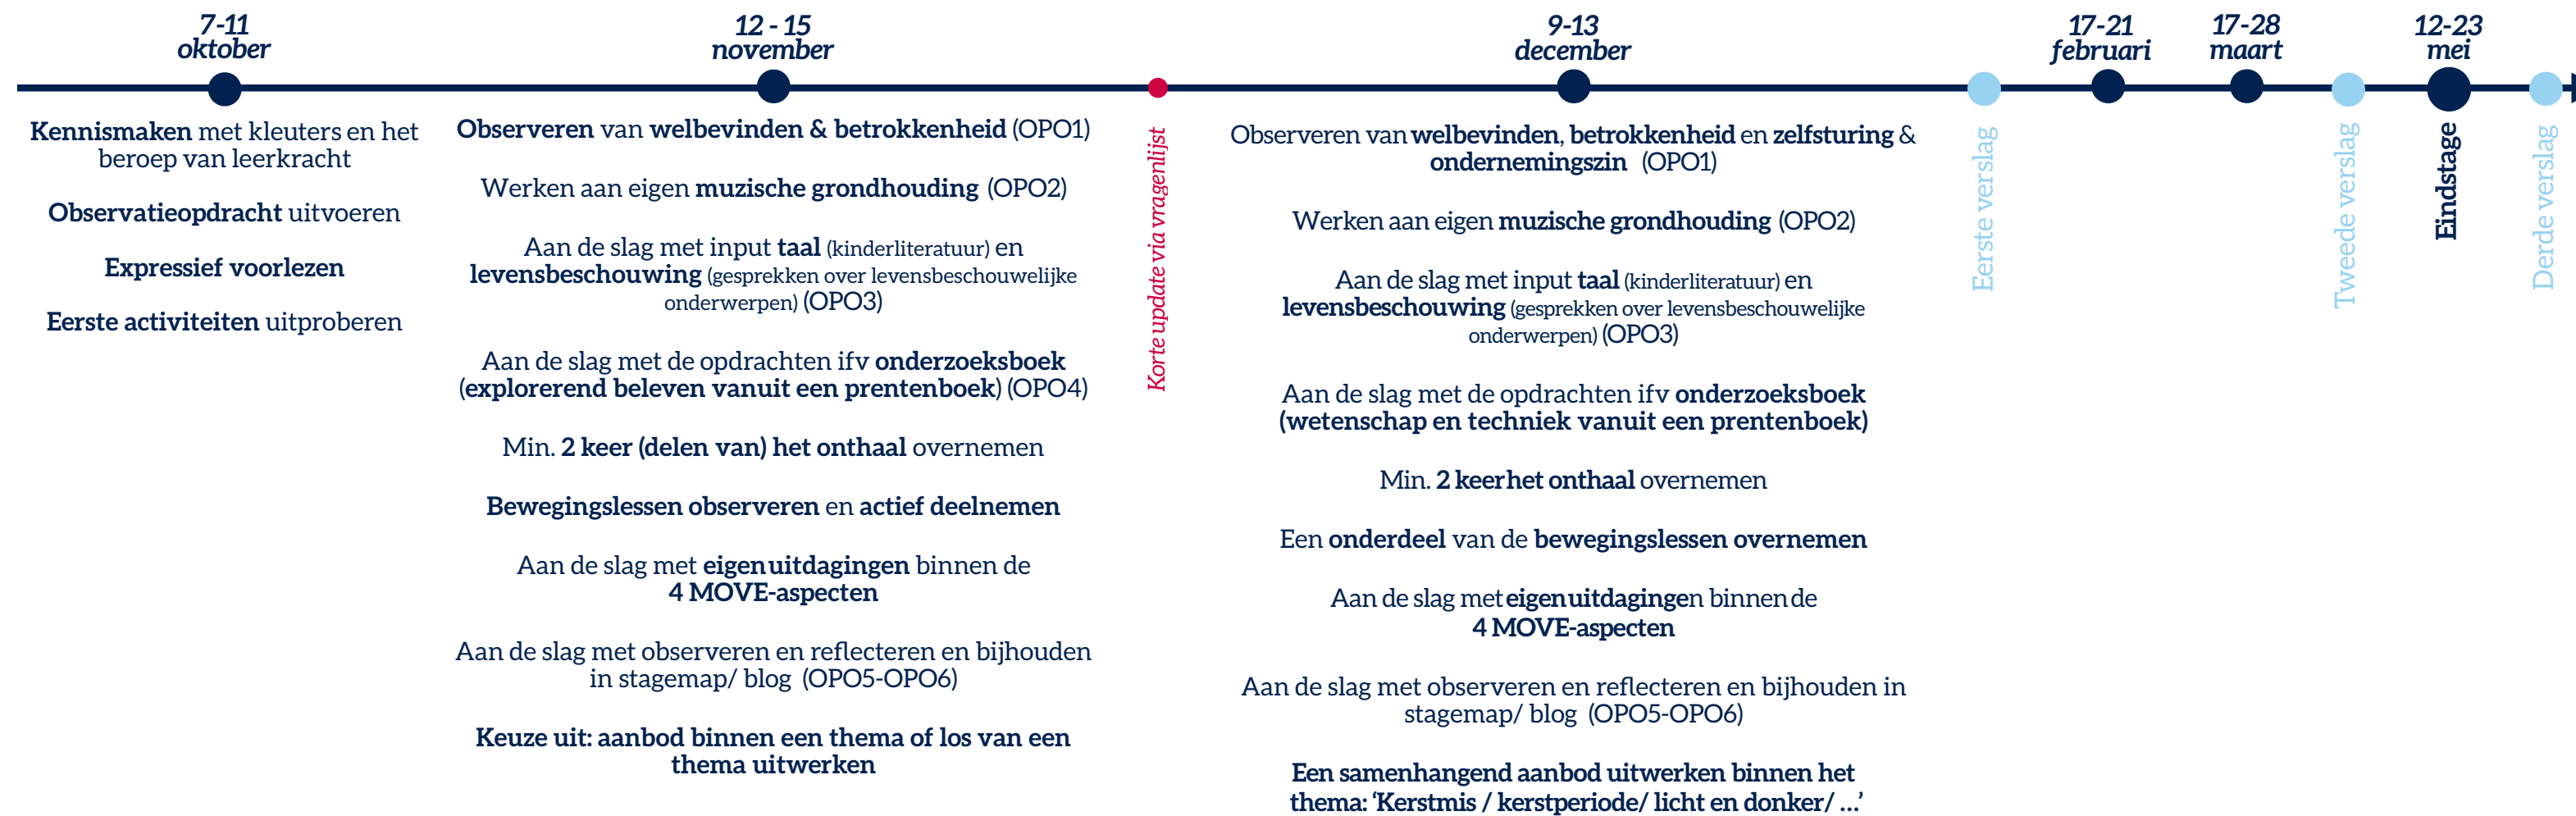 7-11
oktober
Kennismaken met kleuters en het
beroep van leerkracht
Observatieopdracht uitvoeren
Expressief voorlezen
Eerste activiteiten uitproberen
12 - 15
november
Observeren van welbevinden & betrokkenheid (OPO1)
Werken aan eigen muzische grondhouding (OPO2)
Aan de slag met input taal (kinderliteratuur) en
levensbeschouwing (gesprekken over levensbeschouwelijke
onderwerpen) (OPO3)
Aan de slag met de opdrachten ifv onderzoeksboek
(explorerend beleven vanuit een prentenboek) (OPO4)
Min. 2 keer (delen van) het onthaal overnemen
Bewegingslessen observeren en actief deelnemen
Aan de slag met eigen uitdagingen binnen de
4 MOVE-aspecten
Aan de slag met observeren en reflecteren en bijhouden
in stagemap/ blog (OPO5-OPO6)
Keuze uit: aanbod binnen een thema of los van een
thema uitwerken
Korte update via vragenlijst
9-13
december
Observeren van welbevinden, betrokkenheid en zelfsturing &
ondernemingszin (OPO1)
Werken aan eigen muzische grondhouding (OPO2)
Aan de slag met input taal (kinderliteratuur) en
levensbeschouwing (gesprekken over levensbeschouwelijke
onderwerpen) (OPO3)
Aan de slag met de opdrachten ifv onderzoeksboek
(wetenschap en techniek vanuit een prentenboek)
Min. 2 keer het onthaal overnemen
Een onderdeel van de bewegingslessen overnemen
Aan de slag met eigen uitdagingen binnen de
4 MOVE-aspecten
Aan de slag met observeren en reflecteren en bijhouden in
stagemap/ blog (OPO5-OPO6)
Een samenhangend aanbod uitwerken binnen het
thema: ‘Kerstmis / kerstperiode/ licht en donker/ …’
Eerste verslag
17-21
februari
17-28
maart
Tweede verslag
12-23
mei
Eindstage
Derde verslag